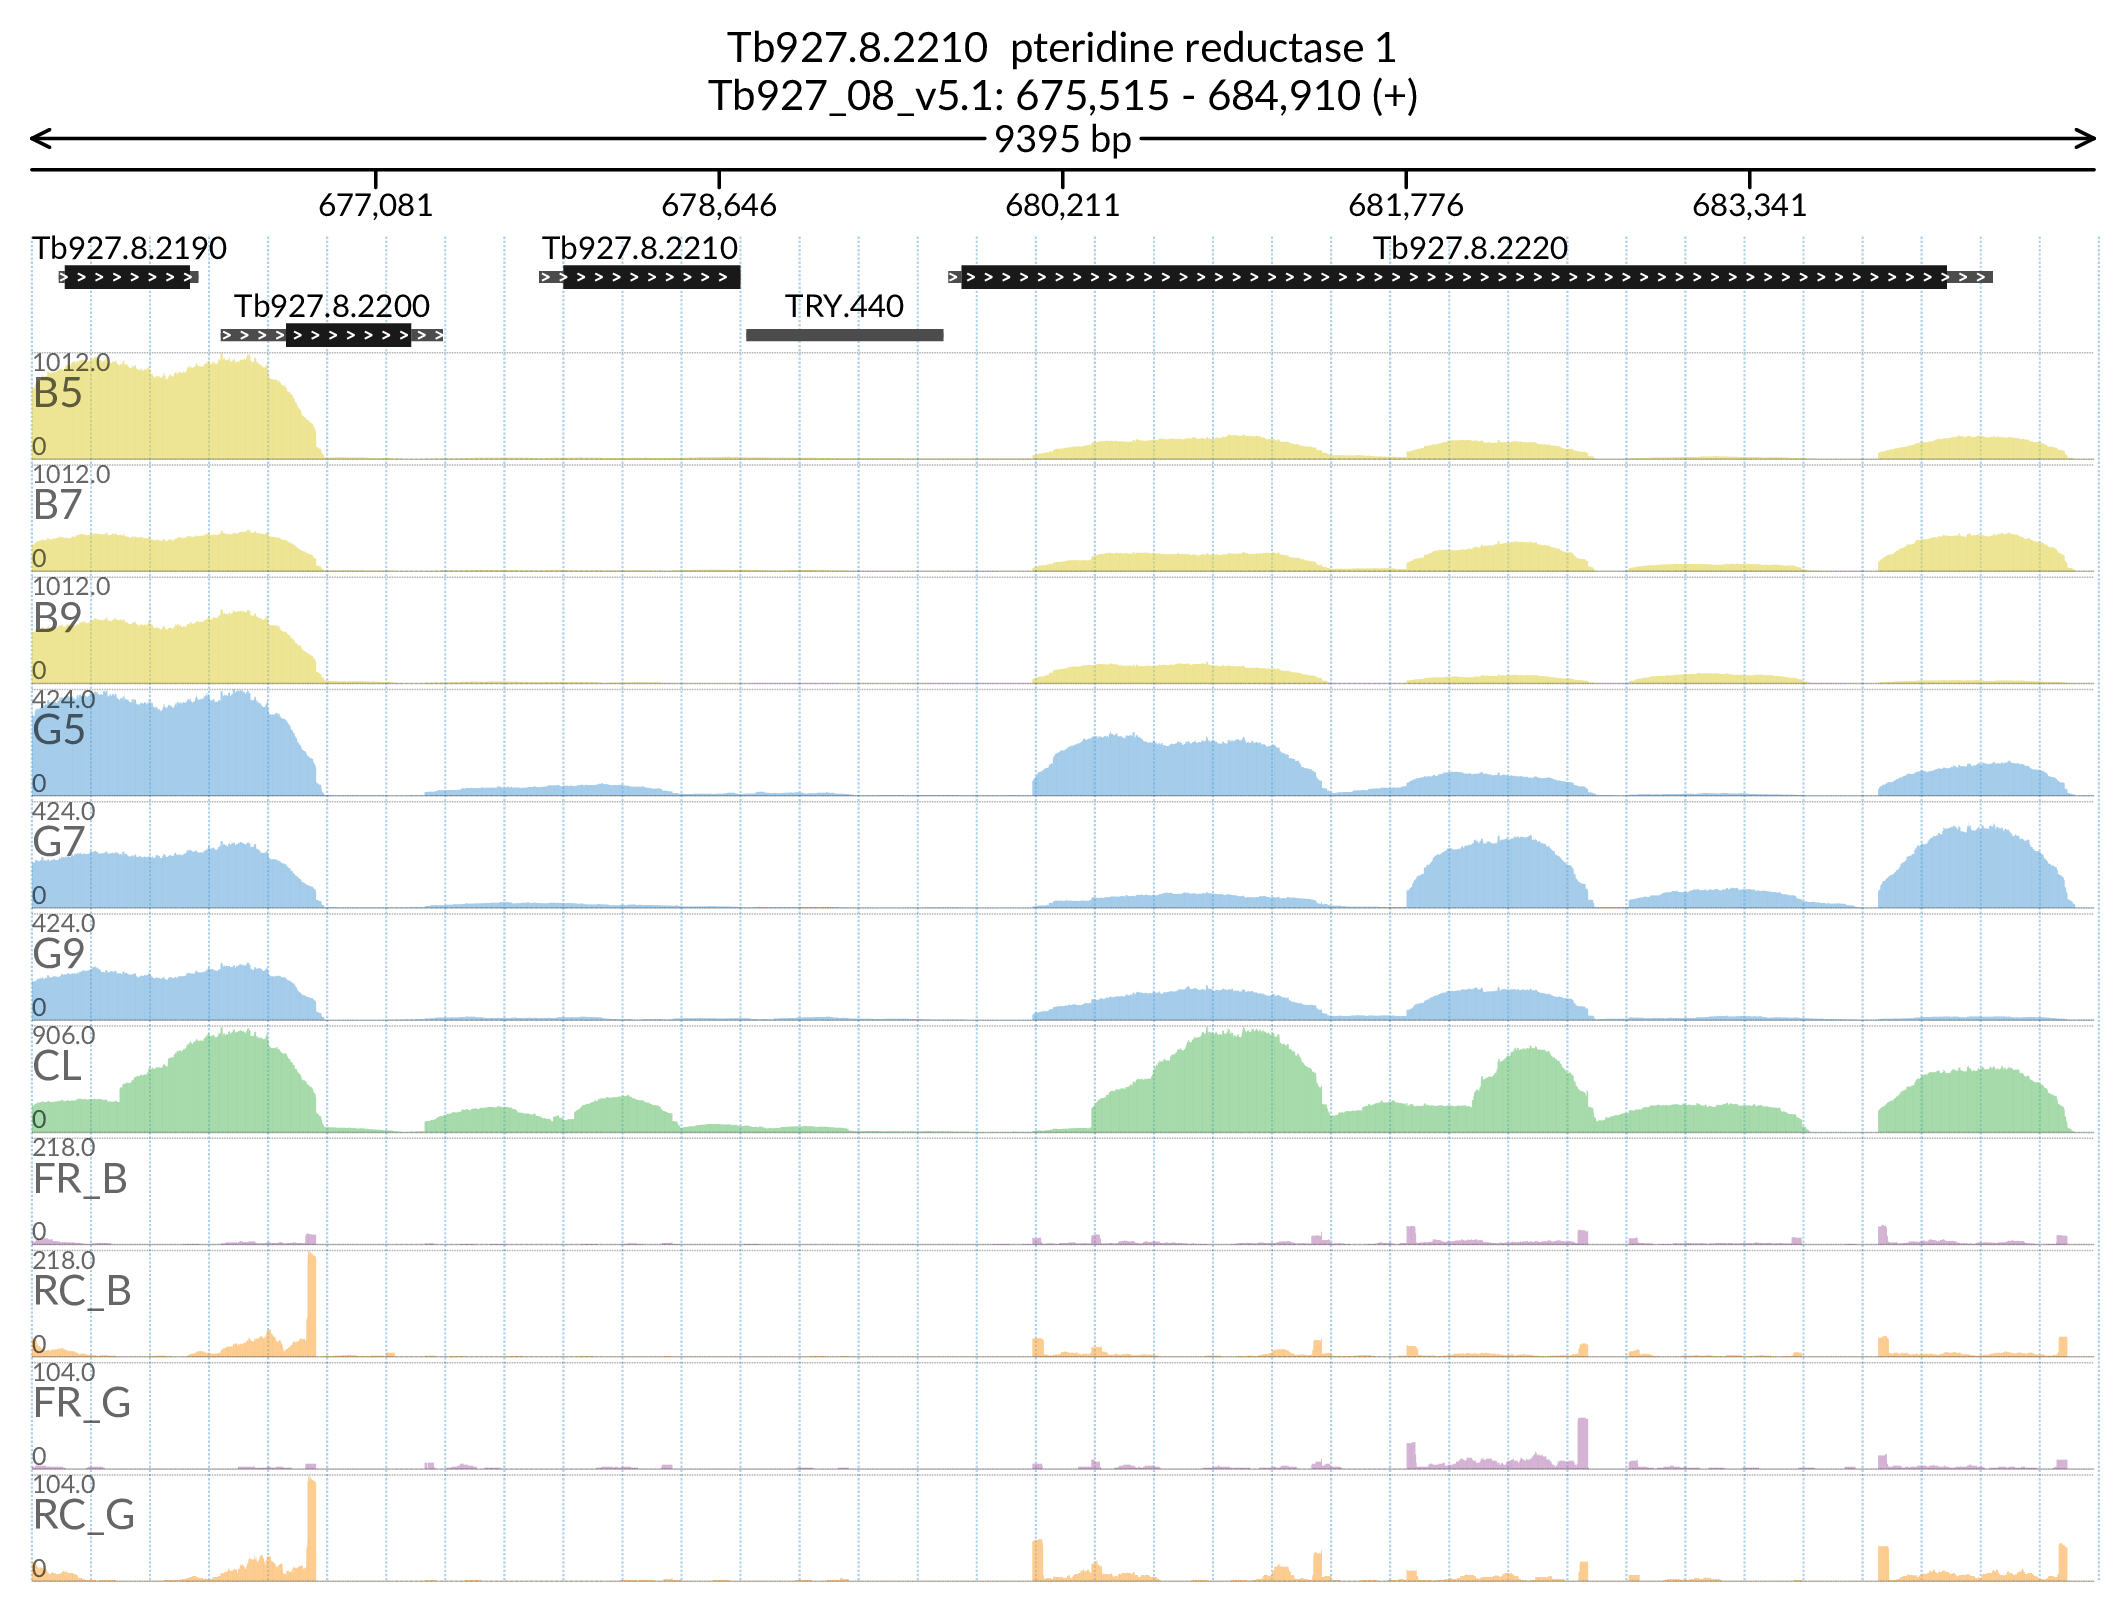 Tb927.8.2210  pteridine reductase 1
Tb927_08_v5.1: 675,515 - 684,910 (+)
9395 bp
677,081 678,646 680,211 681,776 683,341
Tb927.8.2190 Tb927.8.2210 Tb927.8.2220
Tb927.8.2200 TRY.440
1012.0
B5
0
1012.0
B7
0
1012.0
B9
0
424.0
G5
0
424.0
G7
0
424.0
G9
0
906.0
CL
0
218.0
FR_B
0
218.0
RC_B
0
104.0
FR_G
0
104.0
RC_G
0